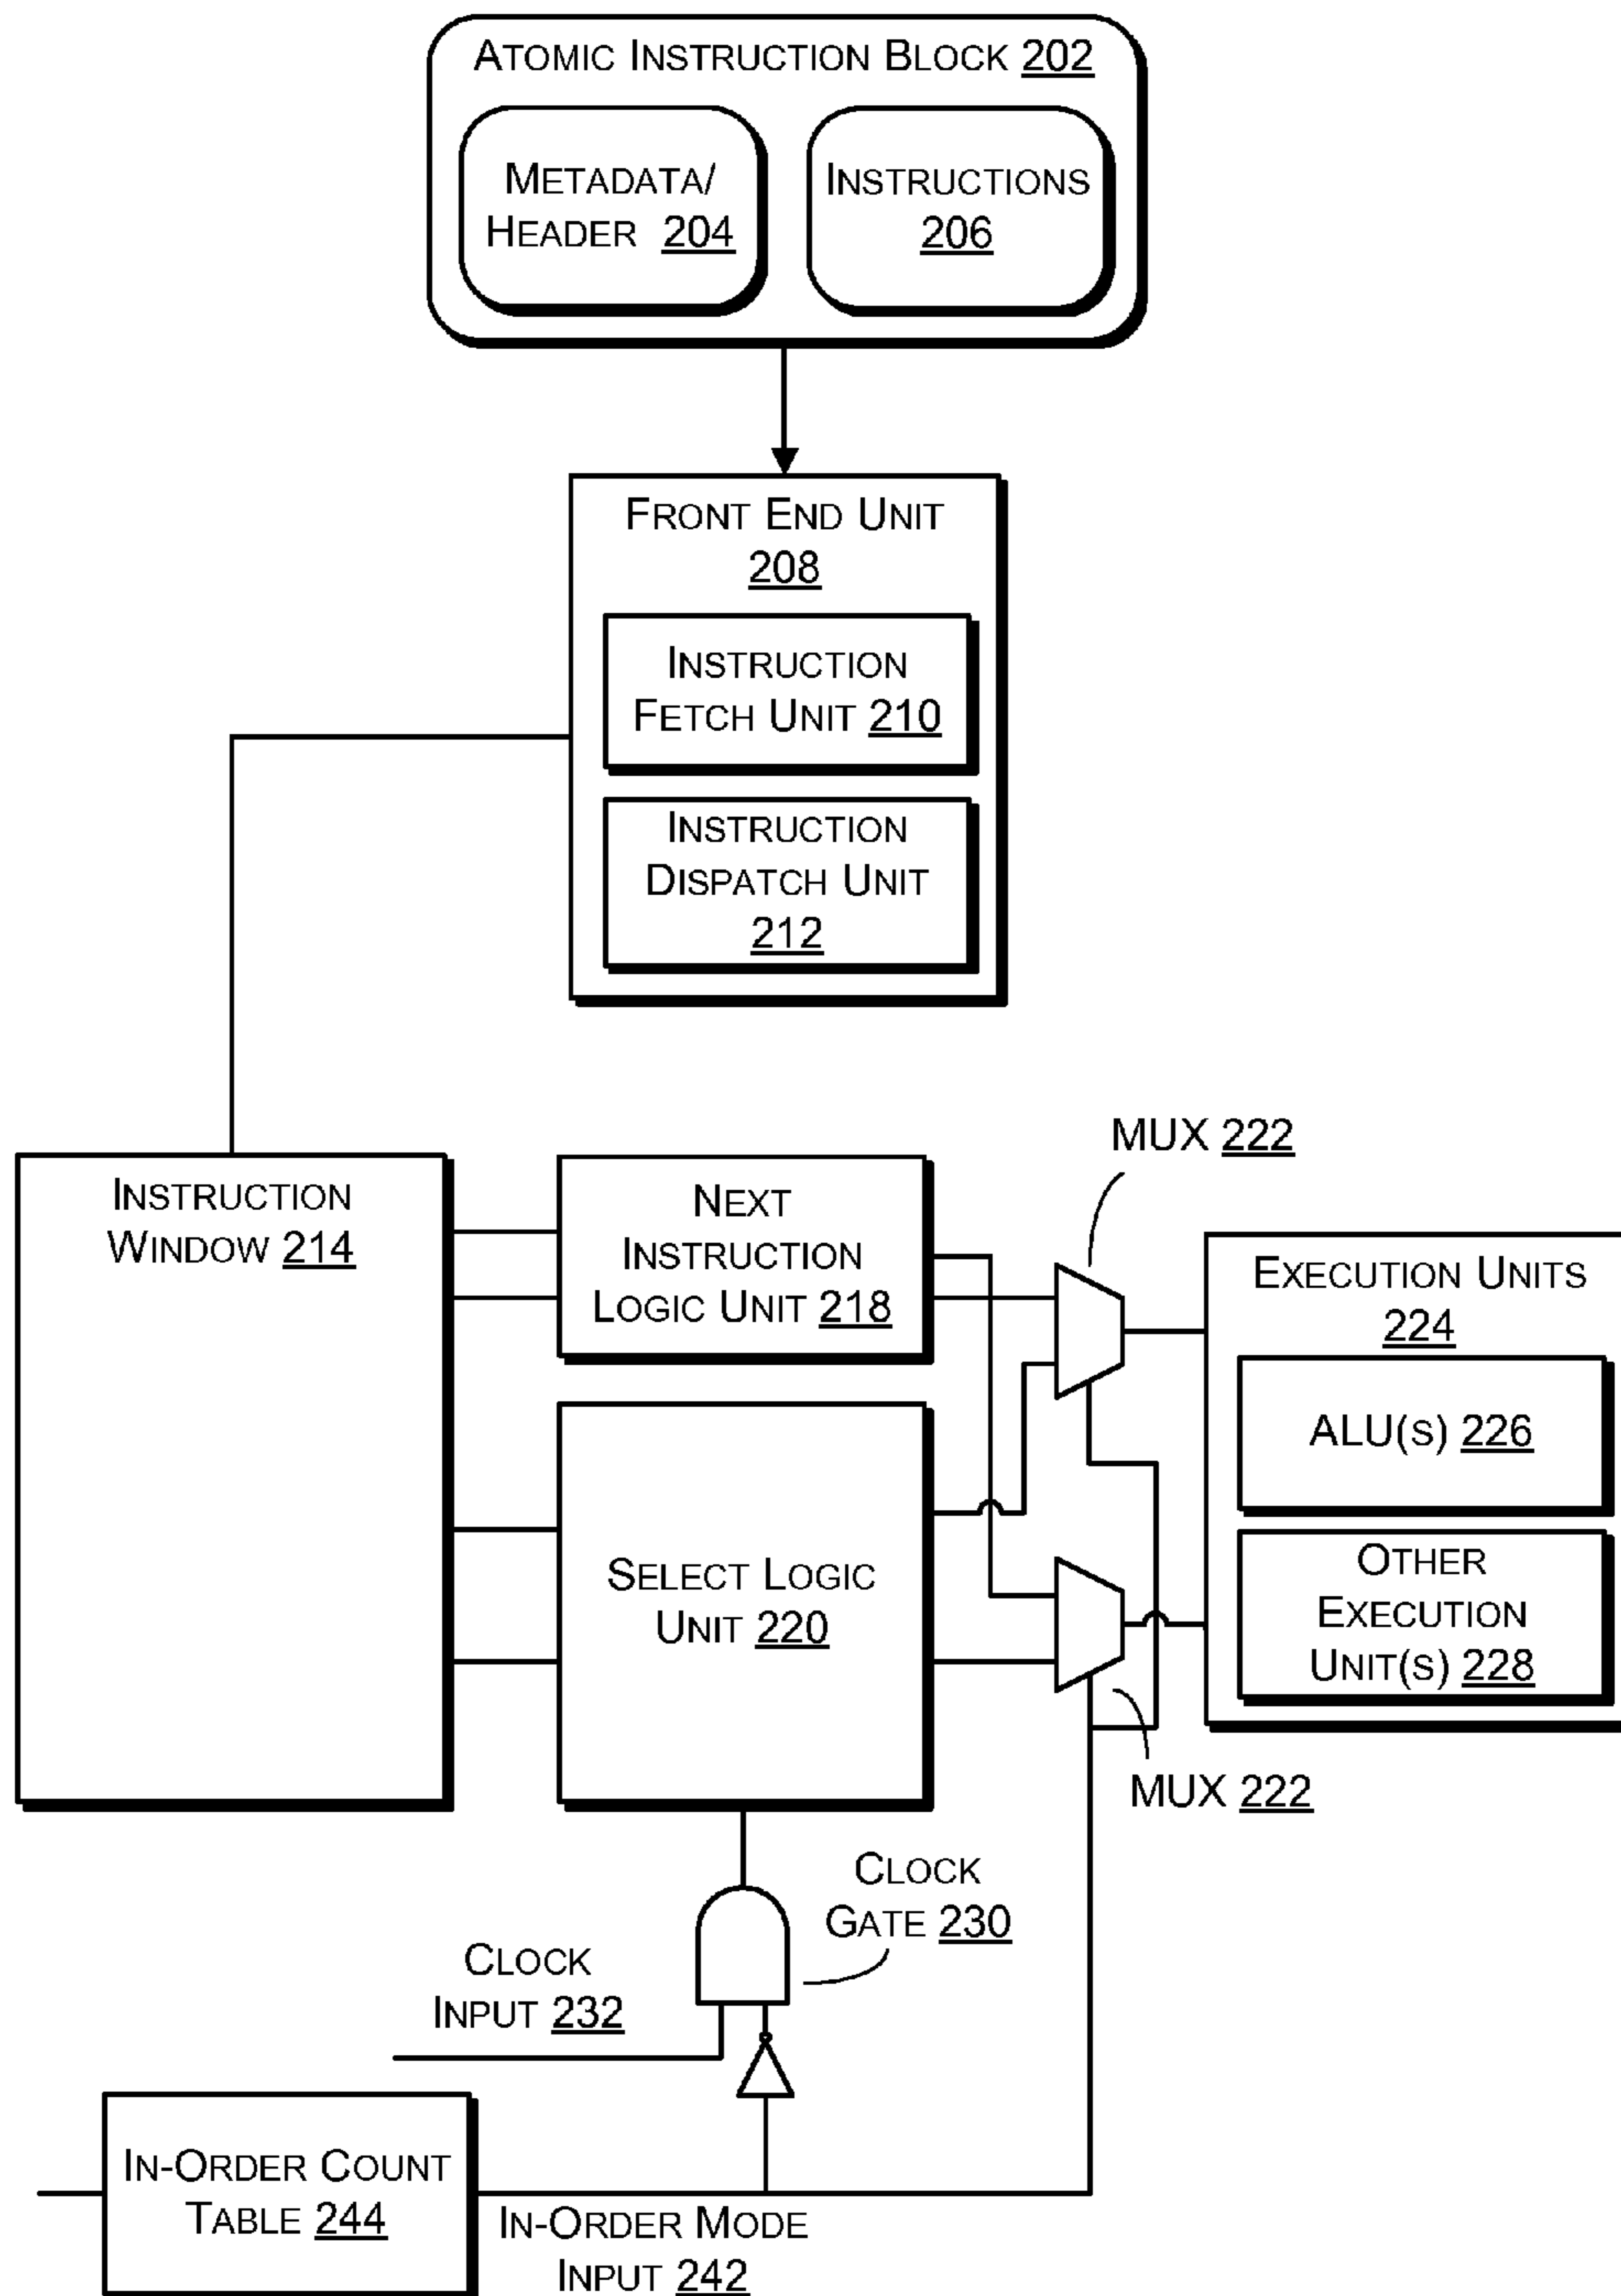 ATOMIC INSTRUCTION BLOCK 202
METADATA/
HEADER 204
INSTRUCTIONS
206
FRONT END UNIT
208
INSTRUCTION
FETCH UNIT 210
INSTRUCTION
DISPATCH UNIT
212
INSTRUCTION
WINDOW 214
NEXT
INSTRUCTION
LOGIC UNIT 218
MUX 222
EXECUTION UNITS
224
ALU(S) 226
OTHER
EXECUTION
UNIT(S) 228
SELECT LOGIC
UNIT 220
MUX 222
CLOCK
GATE 230
CLOCK
INPUT 232
IN-ORDER COUNT
TABLE 244
IN-ORDER MODE
INPUT 242